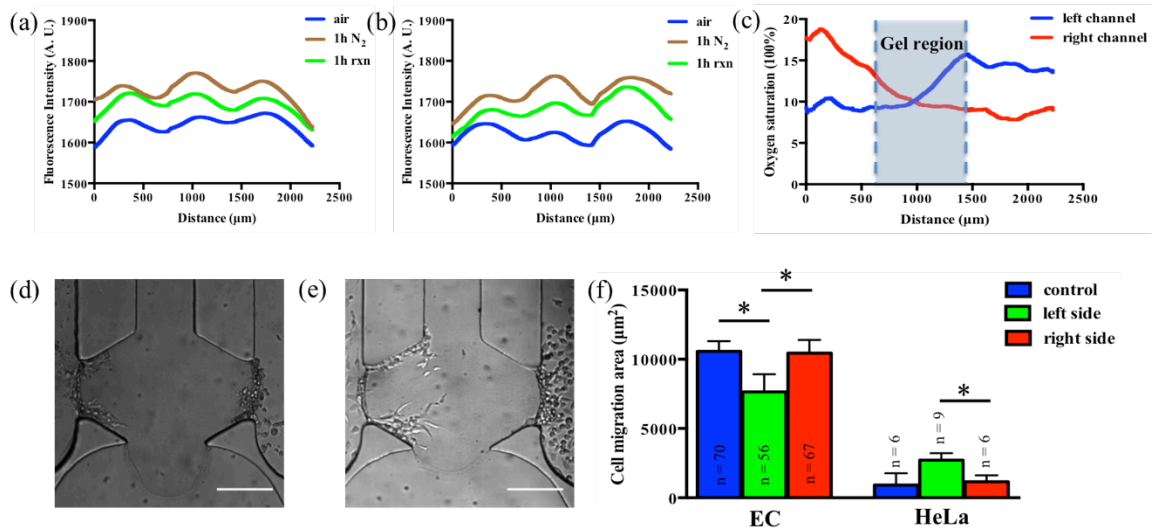 (a)
1900
1800
1700
1600
1500
Fluorescence Intensity (A. U.)
air
1h N2
1h rxn
0
500
1000
1500
2000
2500
Distance (μm)
(b)
1900
1800
1700
1600
1500
Fluorescence Intensity (A. U.)
air
1h N2
1h rxn
0
500
1000
1500
2000
2500
Distance (μm)
(c)
20
15
10
5
0
Oxygen saturation (100%)
Gel region
left channel
right channel
0
500
1000
1500
2000
2500
Distance (μm)
(d)
(e)
(f)
15000
10000
5000
0
Cell migration area (μm²)
*
*
*
control
left side
right side
n = 70
n = 56
n = 67
n = 6
n = 9
n = 6
EC
HeLa